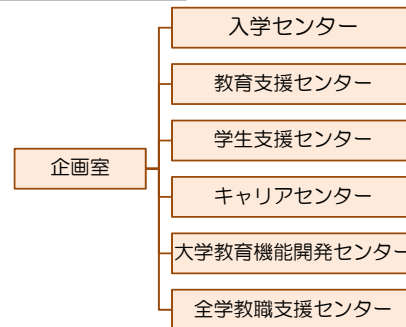 入学センター
教育支援センター
学生支援センター
企画室
キャリアセンター
大学教育機能開発センター
全学教職支援センター